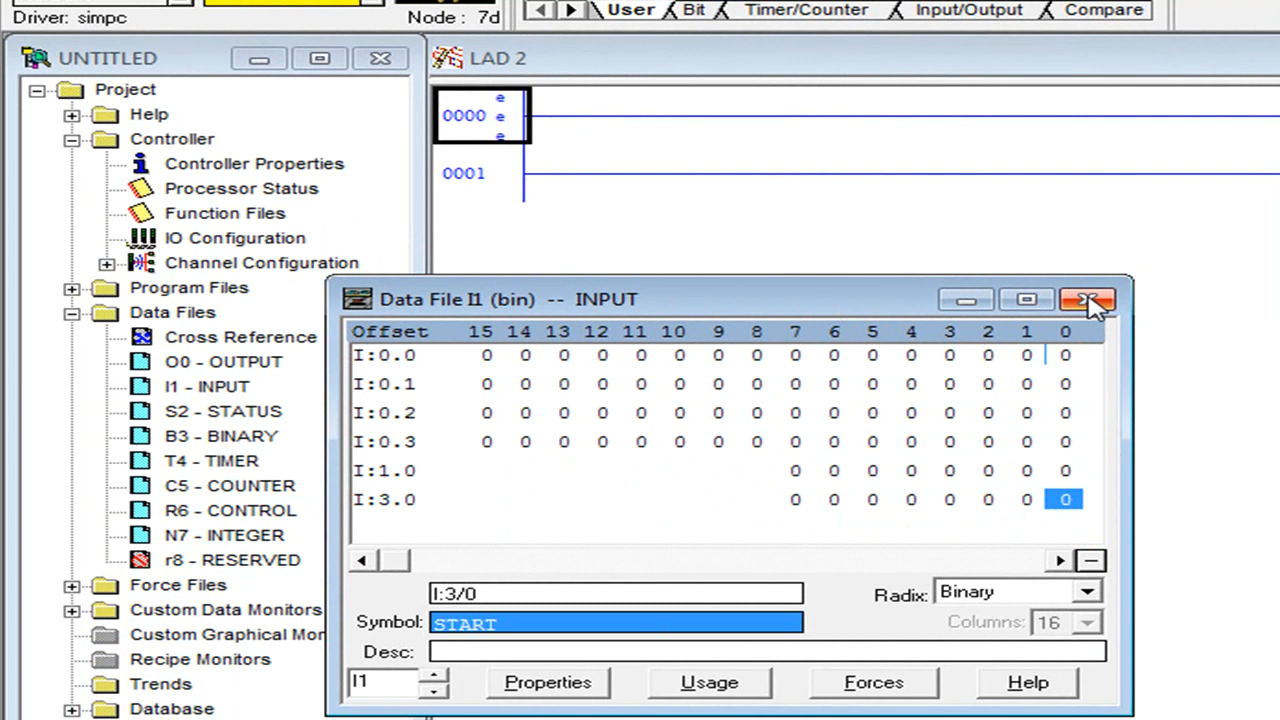 Driver: simpc
Node : 7d
User Bit Timer/Counter Input/Output Compare
UNTITLED
Project
Help
Controller
Controller Properties
Processor Status
Function Files
IO Configuration
Channel Configuration
Program Files
Data Files
Cross Reference
O0 - OUTPUT
I1 - INPUT
S2 - STATUS
B3 - BINARY
T4 - TIMER
C5 - COUNTER
R6 - CONTROL
N7 - INTEGER
r8 - RESERVED
Force Files
Custom Data Monitors
Custom Graphical Mor
Recipe Monitors
Trends
Database
LAD 2
0000
e
e
e
0001
Data File I1 (bin) -- INPUT
Offset 15 14 13 12 11 10 9 8 7 6 5 4 3 2 1 0
I:0.0 0 0 0 0 0 0 0 0 0 0 0 0 0 0 0 0
I:0.1 0 0 0 0 0 0 0 0 0 0 0 0 0 0 0 0
I:0.2 0 0 0 0 0 0 0 0 0 0 0 0 0 0 0 0
I:0.3 0 0 0 0 0 0 0 0 0 0 0 0 0 0 0 0
I:1.0 0 0 0 0 0 0 0 0
I:3.0 0 0 0 0 0 0 0 0
I:3/0
Radix: Binary
Symbol: START
Columns: 16
Desc:
I1
Properties Usage Forces Help